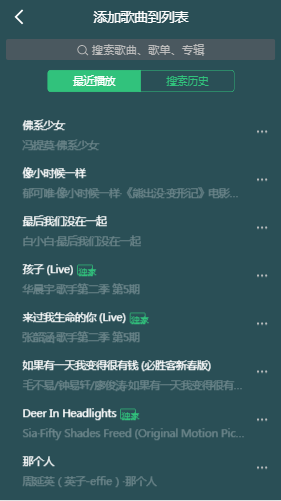 添加歌曲到列表
搜索歌曲、歌单、专辑
最近播放 搜索历史
佛系少女
冯提莫·佛系少女
像小时候一样
郁可唯·像小时候一样·《演出没·变形记》电影...
最后我们没在一起
白小白·最后我们没在一起
孩子 (Live) 独家
华晨宇·歌手第二季 第5期
来过我生命的你 (Live) 独家
张韶涵·歌手第二季 第5期
如果有一天我变得很有钱 (必胜客新春版)
毛不易/钟易轩/廖俊涛·如果有一天我变得很有...
Deer In Headlights 独家
Sia·Fifty Shades Freed (Original Motion Pic...
那个人
周延英（英子-effie）·那个人